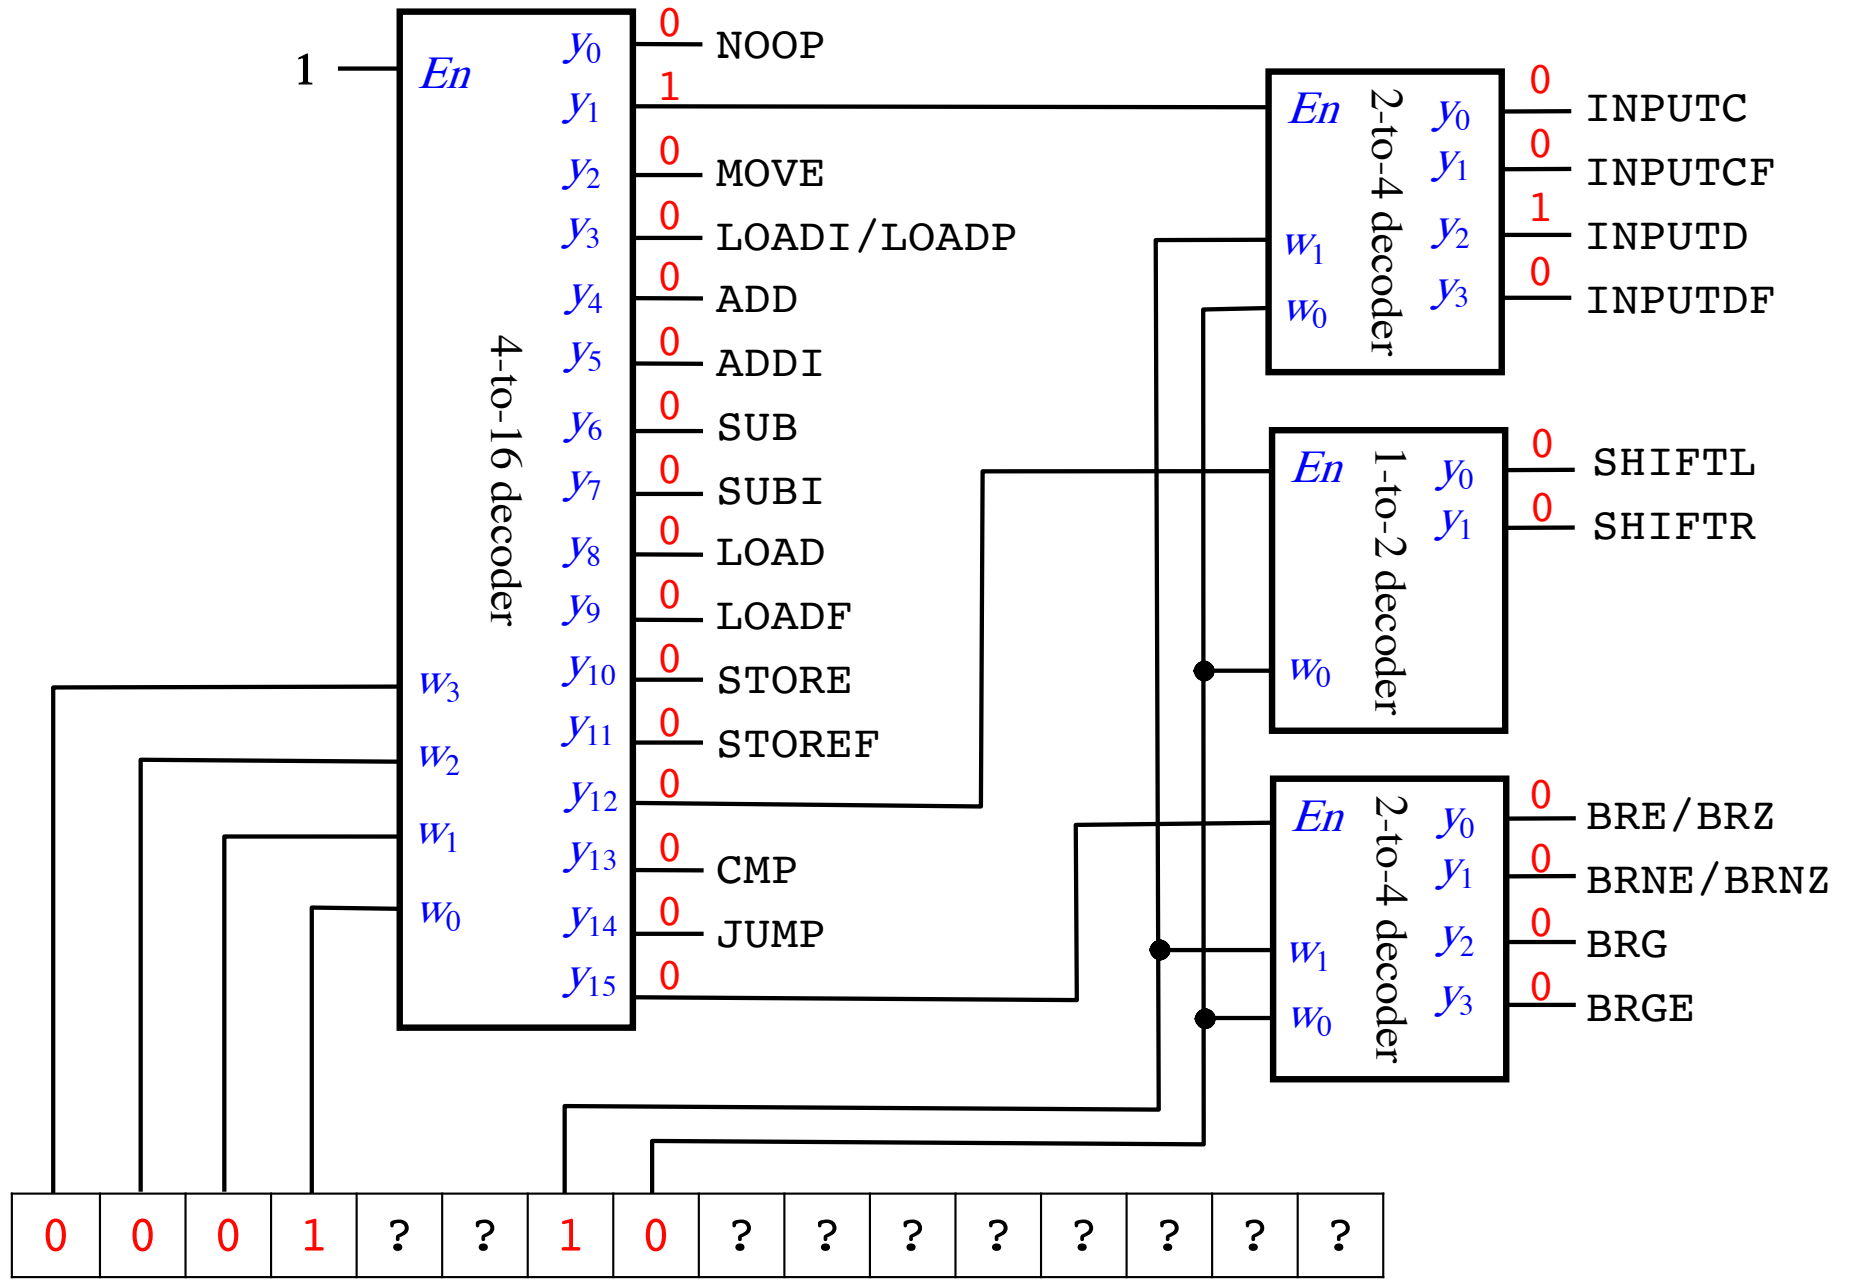 1
En
4-to-16 decoder
w3
w2
w1
w0
y0 0 NOOP
y1 1
y2 0 MOVE
y3 0 LOADI/LOADP
y4 0 ADD
y5 0 ADDI
y6 0 SUB
y7 0 SUBI
y8 0 LOAD
y9 0 LOADF
y10 0 STORE
y11 0 STOREF
y12 0
y13 0 CMP
y14 0 JUMP
y15 0
En
w1
w0
2-to-4 decoder
y0 0 INPUTC
y1 0 INPUTCF
y2 1 INPUTD
y3 0 INPUTDF
En
w0
1-to-2 decoder
y0 0 SHIFTL
y1 0 SHIFTR
En
w1
w0
2-to-4 decoder
y0 0 BRE/BRZ
y1 0 BRNE/BRNZ
y2 0 BRG
y3 0 BRGE
0 0 0 1 ? ? 1 0 ? ? ? ? ? ? ? ?